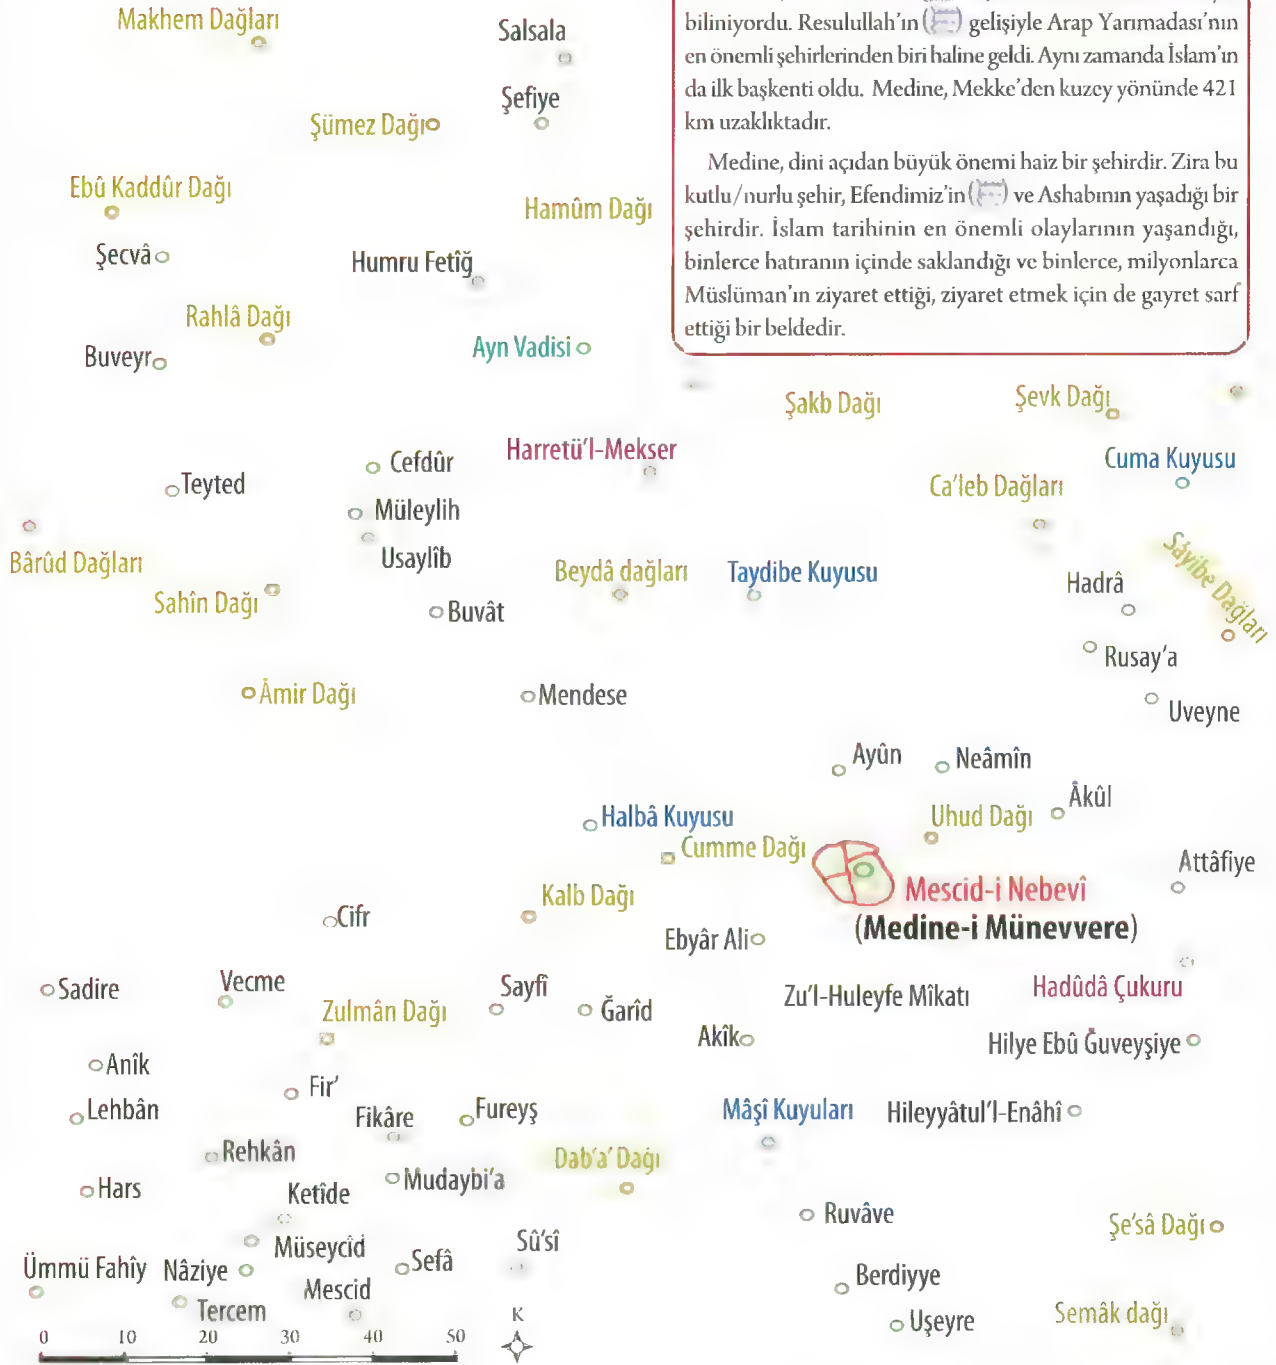 biliniyordu. Resulullah'ın ( ) gelişiyle Arap Yarımadası'nın
en önemli şehirlerinden biri haline geldi. Aynı zamanda İslam'ın
da ilk başkenti oldu. Medine, Mekke'den kuzey yönünde 421
km uzaklıktadır.
Medine, dini açıdan büyük önemi haiz bir şehirdir. Zira bu
kutlu/nurlu şehir, Efendimiz'in ( ) ve Ashabının yaşadığı bir
şehirdir. İslam tarihinin en önemli olaylarının yaşandığı,
binlerce hatıranın içinde saklandığı ve binlerce, milyonlarca
Müslüman'ın ziyaret ettiği, ziyaret etmek için de gayret sarf
ettiği bir beldedir.
Makhem Dağları
Salsala
Şefiye
Şümez Dağı
Ebû Kaddûr Dağı
Hamûm Dağı
Şecvâ
Humru Fetîğ
Rahlâ Dağı
Buveyr
Ayn Vadisi
Şakb Dağı
Şevk Dağı
Harretü'l-Mekser
Cefdûr
Cuma Kuyusu
Teyted
Ca'leb Dağları
Müleylih
Usaylîb
Bârûd Dağları
Beydâ dağları
Taydibe Kuyusu
Sâyibe Dağları
Hadrâ
Sahîn Dağı
Buvât
Rusay'a
Âmir Dağı
Mendese
Uveyne
Ayûn
Neâmîn
Âkûl
Halbâ Kuyusu
Uhud Dağı
Cumme Dağı
Attâfiye
Kalb Dağı
Mescid-i Nebevî
(Medine-i Münevvere)
Cifr
Ebyâr Ali
Sadire
Vecme
Sayfî
Zu'l-Huleyfe Mîkatı
Hadûdâ Çukuru
Zulmân Dağı
Ğarîd
Akîk
Hilye Ebû Ğuveyşiye
Anîk
Fir'
Lehbân
Fikâre
Fureyş
Mâşî Kuyuları
Hileyyâtul'l-Enâhî
Rehkân
Dab'a' Dağı
Hars
Ketîde
Mudaybi'a
Ruvâve
Şe'sâ Dağı
Müseycîd
Sû'sî
Ümmü Fahîy
Nâziye
Sefâ
Berdiyye
Tercem
Mescid
Uşeyre
Semâk dağı
K
0 10 20 30 40 50